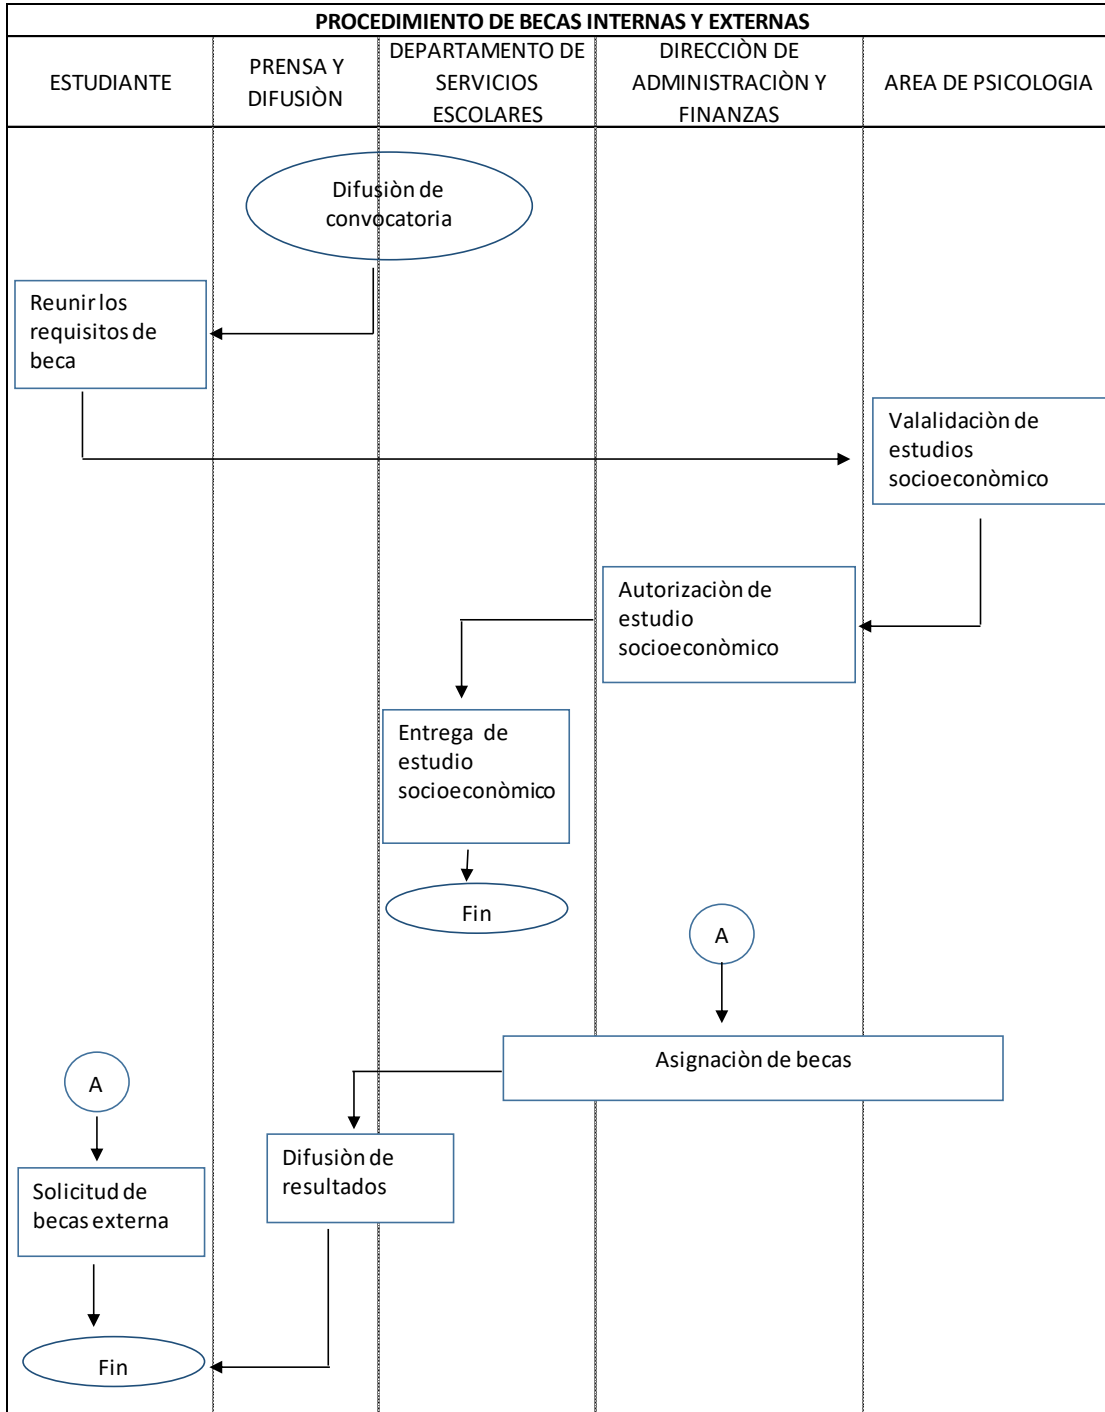 PROCEDIMIENTO DE BECAS INTERNAS Y EXTERNAS
ESTUDIANTE
PRENSA Y
DIFUSIÒN
DEPARTAMENTO DE
SERVICIOS
ESCOLARES
DIRECCIÒN DE
ADMINISTRACIÒN Y
FINANZAS
AREA DE PSICOLOGIA
Difusiòn de
convocatoria
Reunir los
requisitos de
beca
Valalidaciòn de
estudios
socioeconòmico
Autorizaciòn de
estudio
socioeconòmico
Entrega de
estudio
socioeconòmico
Fin
A
Asignaciòn de becas
A
Difusiòn de
resultados
Solicitud de
becas externa
Fin